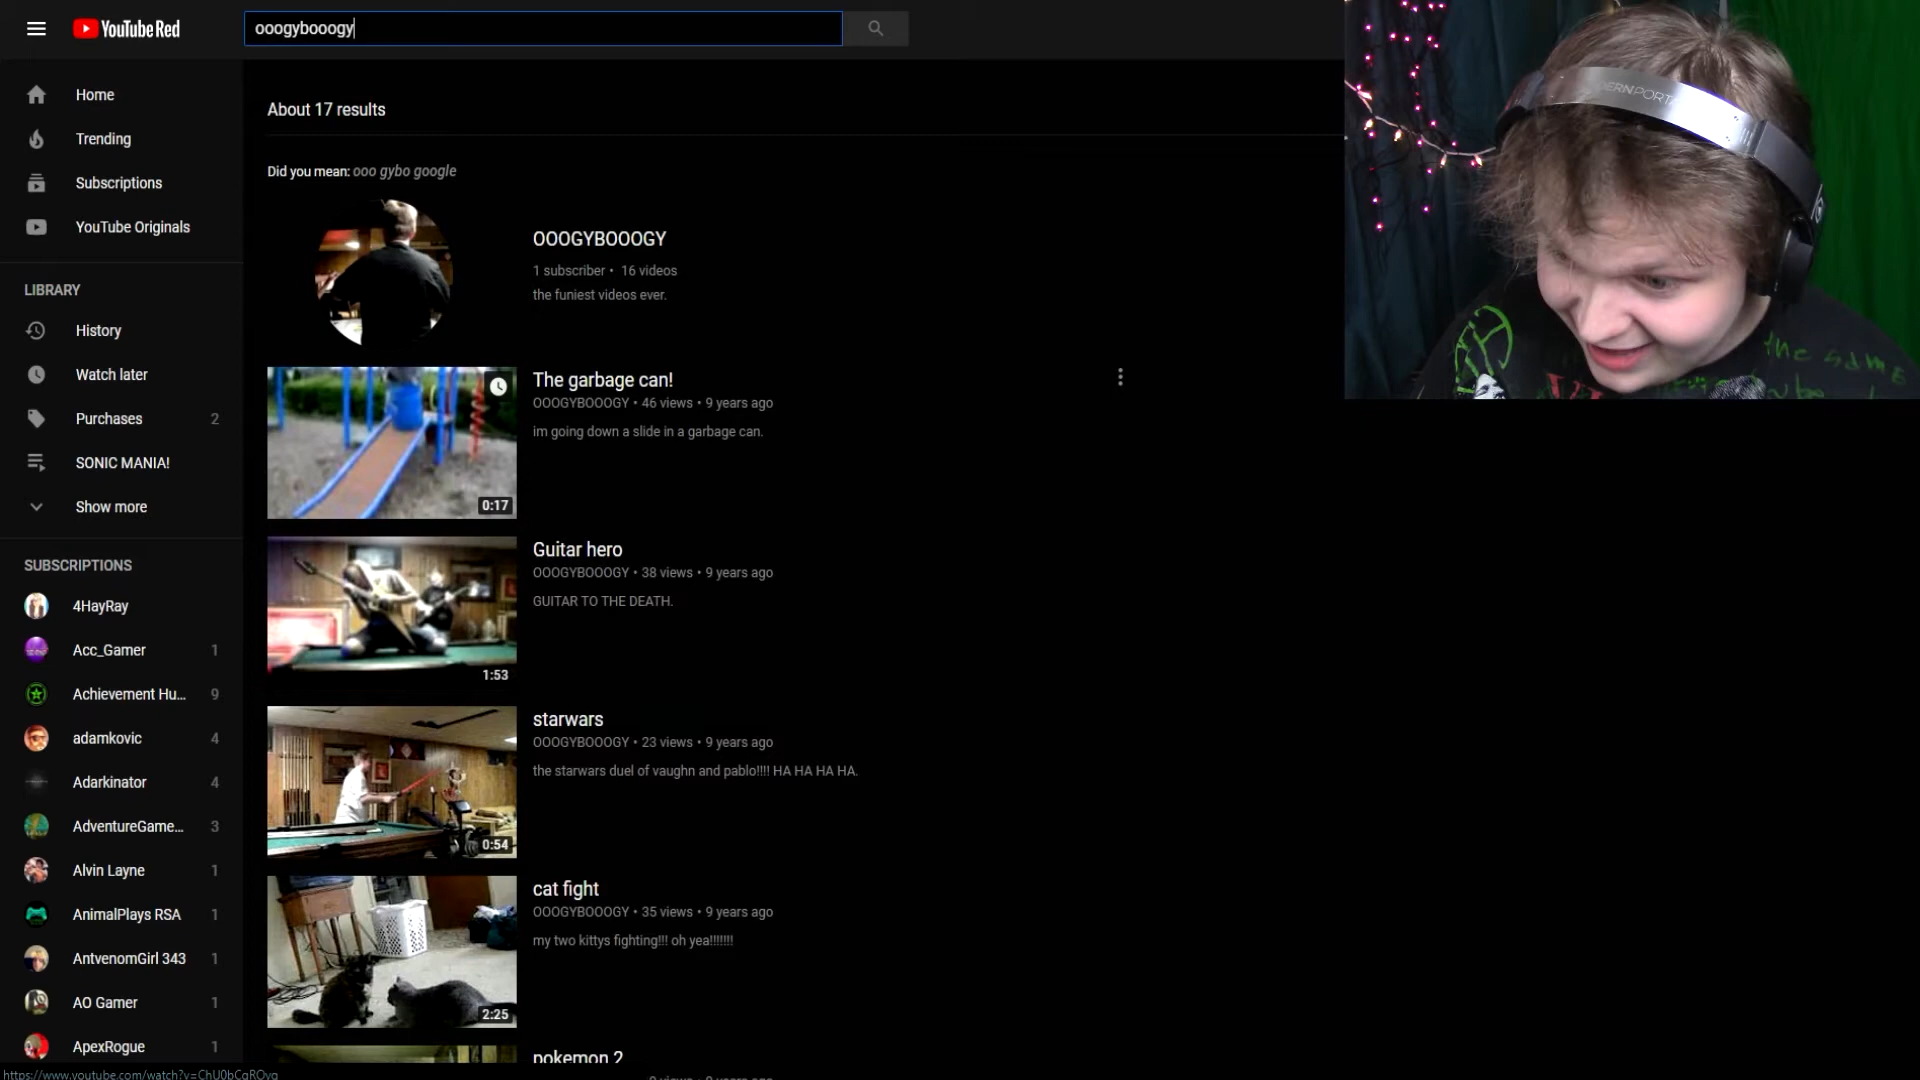 YouTube Red
ooogybooogy
Home
Trending
Subscriptions
YouTube Originals
LIBRARY
History
Watch later
Purchases 2
SONIC MANIA!
Show more
SUBSCRIPTIONS
4HayRay
Acc_Gamer 1
Achievement Hu... 9
adamkovic 4
Adarkinator 4
AdventureGame... 3
Alvin Layne 1
AnimalPlays RSA 1
AntvenomGirl 343 1
AO Gamer 1
ApexRogue 1
About 17 results
Did you mean: ooo gybo google
OOOGYBOOOGY
1 subscriber • 16 videos
the funiest videos ever.
The garbage can!
OOOGYBOOOGY • 46 views • 9 years ago
im going down a slide in a garbage can.
0:17
Guitar hero
OOOGYBOOOGY • 38 views • 9 years ago
GUITAR TO THE DEATH.
1:53
starwars
OOOGYBOOOGY • 23 views • 9 years ago
the starwars duel of vaughn and pablo!!!! HA HA HA HA.
0:54
cat fight
OOOGYBOOOGY • 35 views • 9 years ago
my two kittys fighting!!! oh yea!!!!!!!
2:25
pokemon 2
https://www.youtube.com/watch?v=ChU0bCgROvg